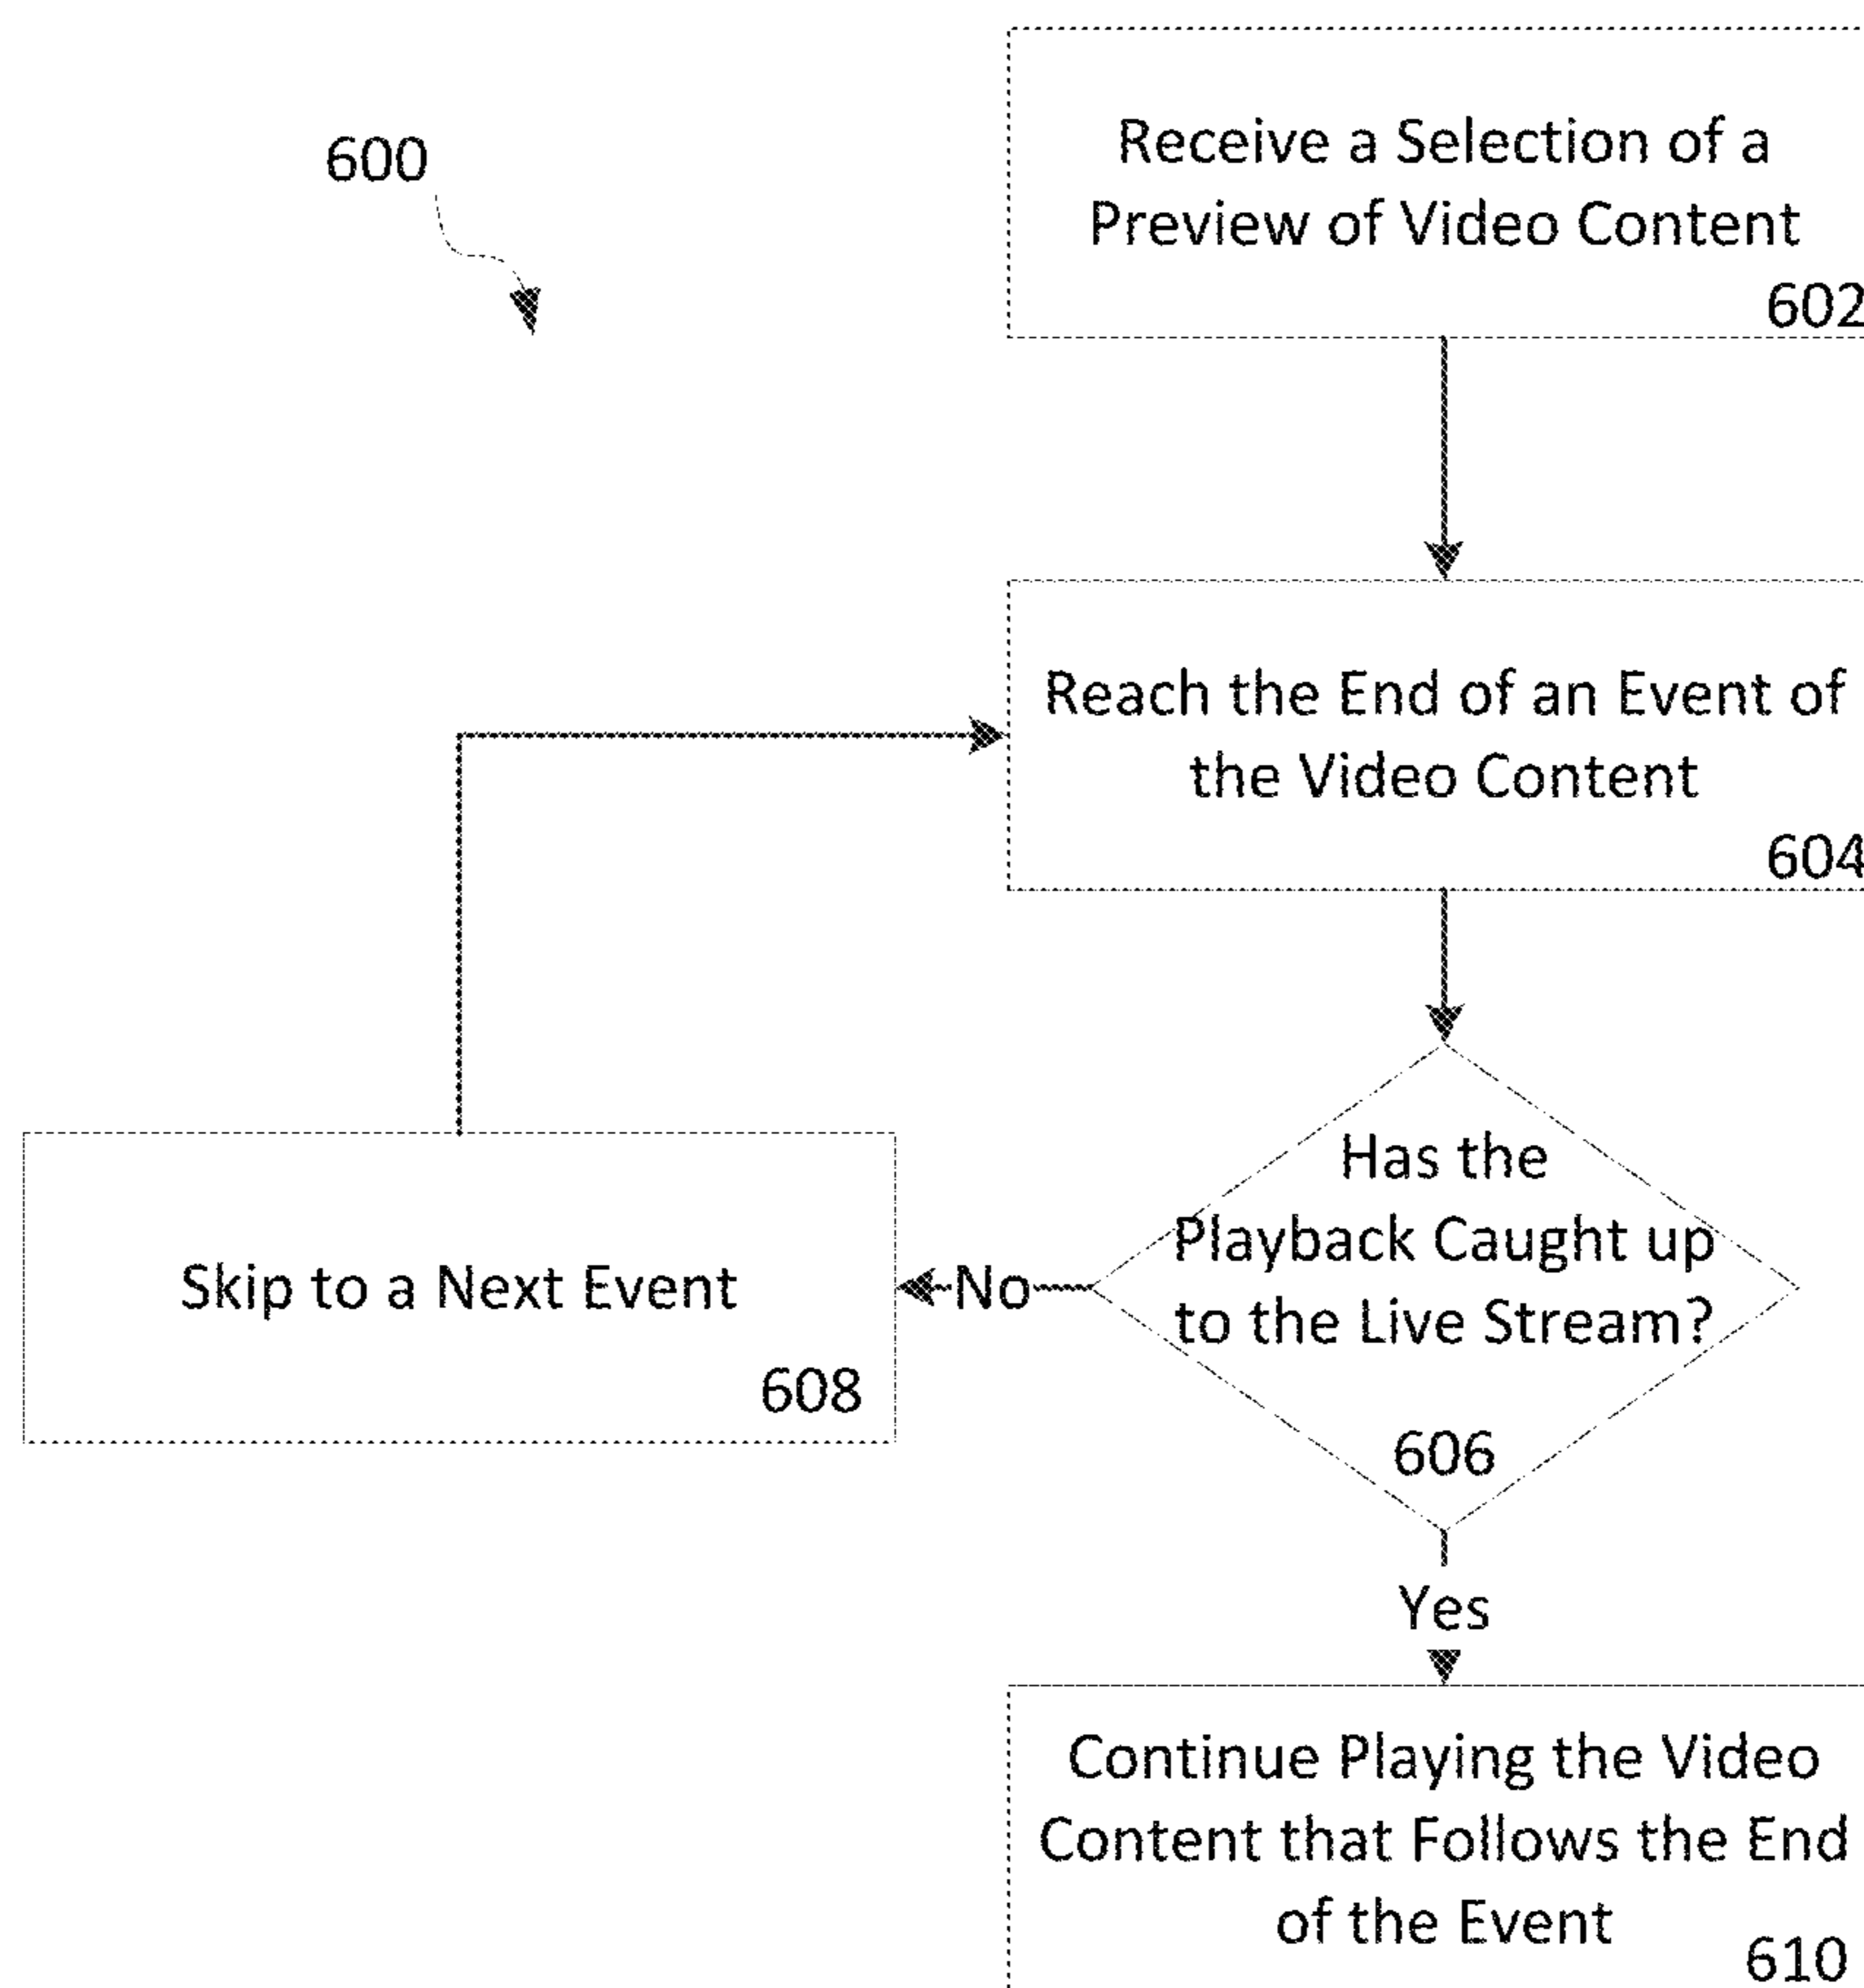 600
Receive a Selection of a
Preview of Video Content
602
Reach the End of an Event of
the Video Content
604
Has the
Playback Caught up
to the Live Stream?
606
No
Skip to a Next Event
608
Yes
Continue Playing the Video
Content that Follows the End
of the Event
610